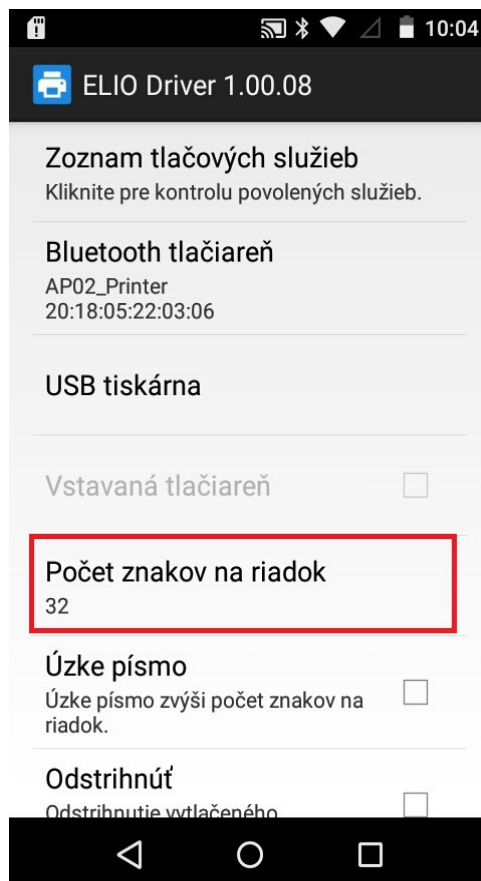 10:04
ELIO Driver 1.00.08
Zoznam tlačových služieb
Kliknite pre kontrolu povolených služieb.
Bluetooth tlačiareň
AP02_Printer
20:18:05:22:03:06
USB tiskárna
Vstavaná tlačiareň
Počet znakov na riadok
32
Úzke písmo
Úzke písmo zvýši počet znakov na
riadok.
Odstrihnúť
Odstrihnutie vytlačeného